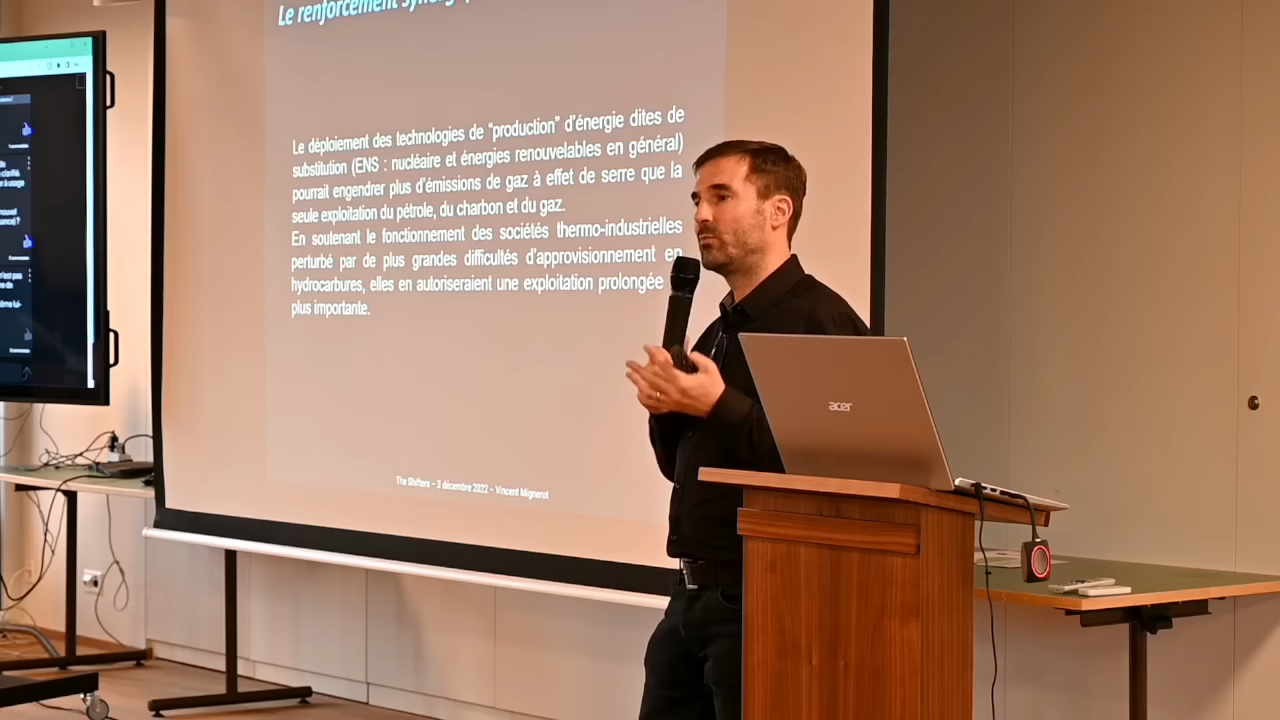 Le renforcement
Le déploiement des technologies de “production” d’énergie dites de
substitution (ENS : nucléaire et énergies renouvelables en général)
pourrait engendrer plus d’émissions de gaz à effet de serre que la
seule exploitation du pétrole, du charbon et du gaz.
En soutenant le fonctionnement des sociétés thermo-industrielles
perturbé par de plus grandes difficultés d’approvisionnement en
hydrocarbures, elles en autoriseraient une exploitation prolongée
plus importante.
The Shifters – 3 décembre 2022 – Vincent Mignerot
acer